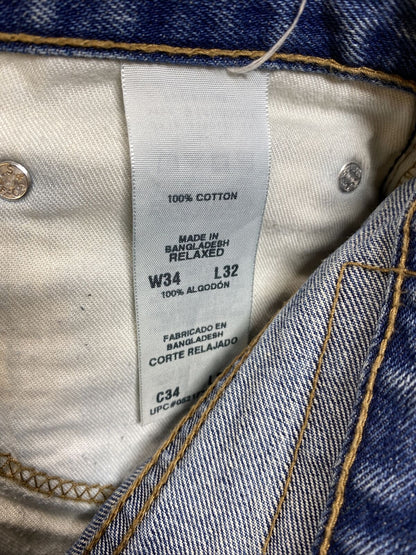 100% COTTON
MADE IN
BANGLADESH
RELAXED
W34 L32
100% ALGODÓN
FABRICADO EN
BANGLADESH
CORTE RELAJADO
C34